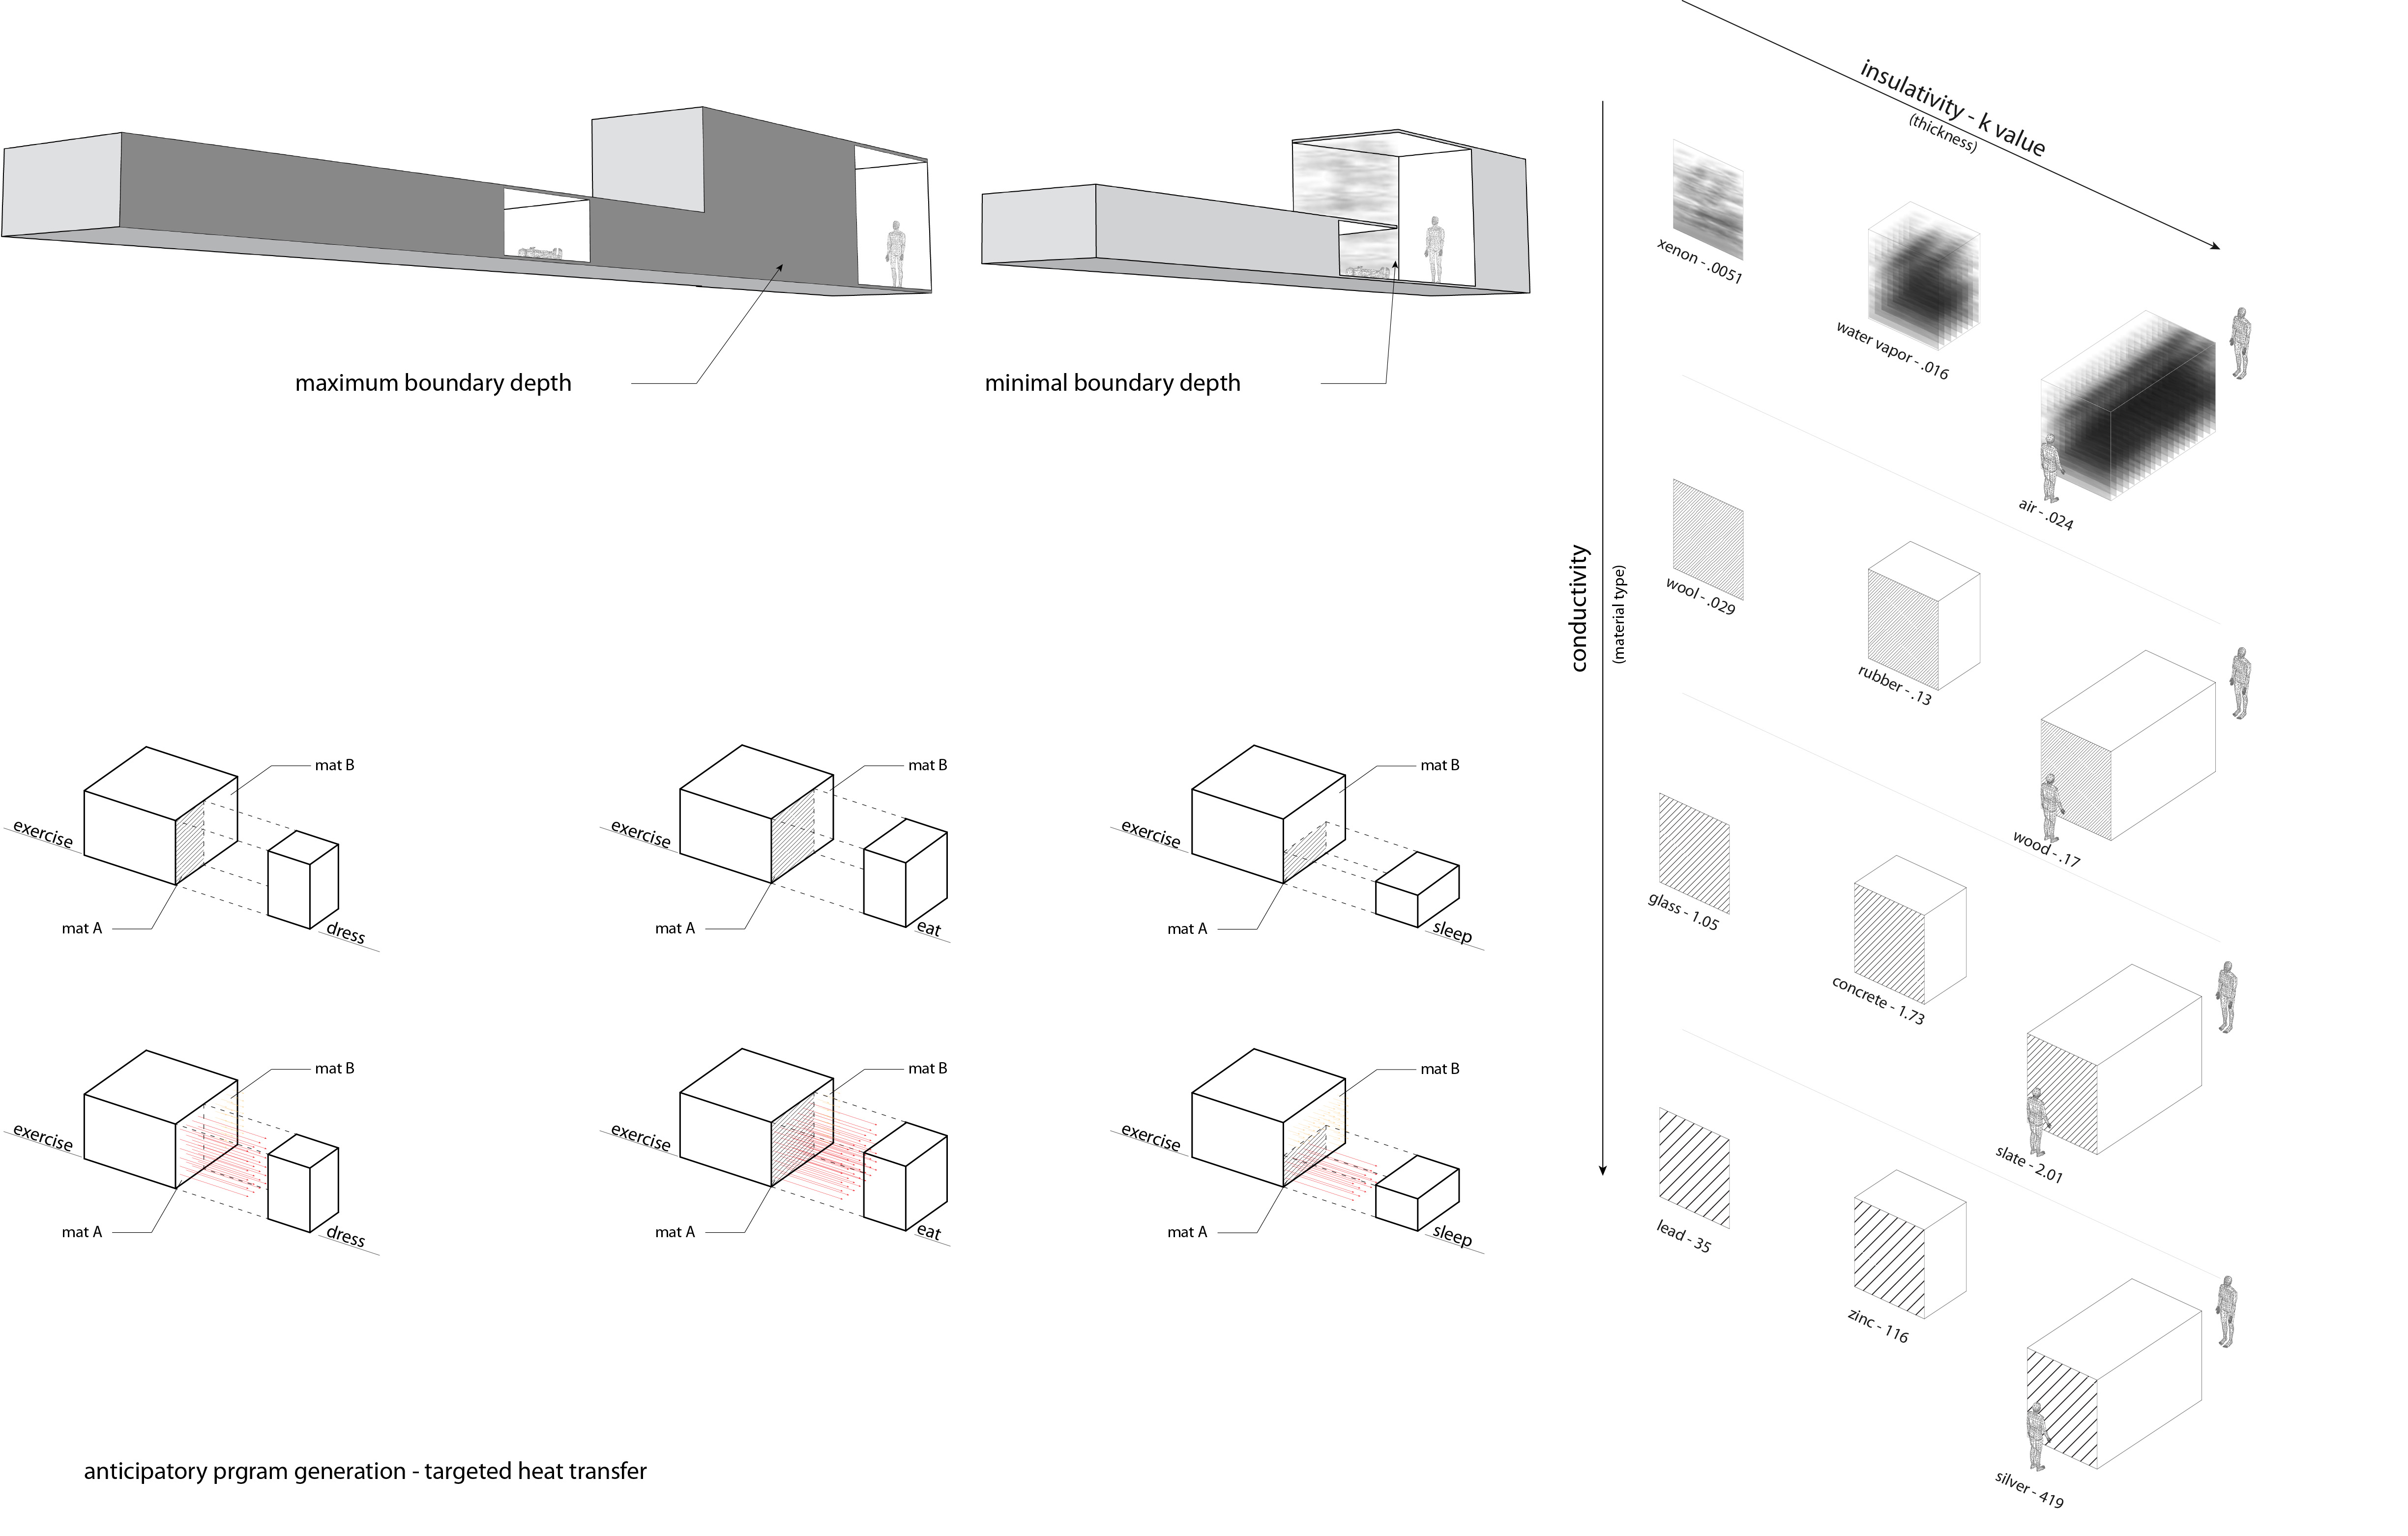 insulativity - k value
(thickness)
maximum boundary depth
minimal boundary depth
conductivity
(material type)
xenon - .0051
water vapor - .016
air - .024
wool - .029
rubber - .13
wood - .17
glass - 1.05
concrete - 1.73
slate - 2.01
lead - 35
zinc - 116
silver - 419
mat B
exercise
mat A
dress
mat B
exercise
mat A
eat
mat B
exercise
mat A
sleep
mat B
exercise
mat A
dress
mat B
exercise
mat A
eat
mat B
exercise
mat A
sleep
anticipatory prgram generation - targeted heat transfer